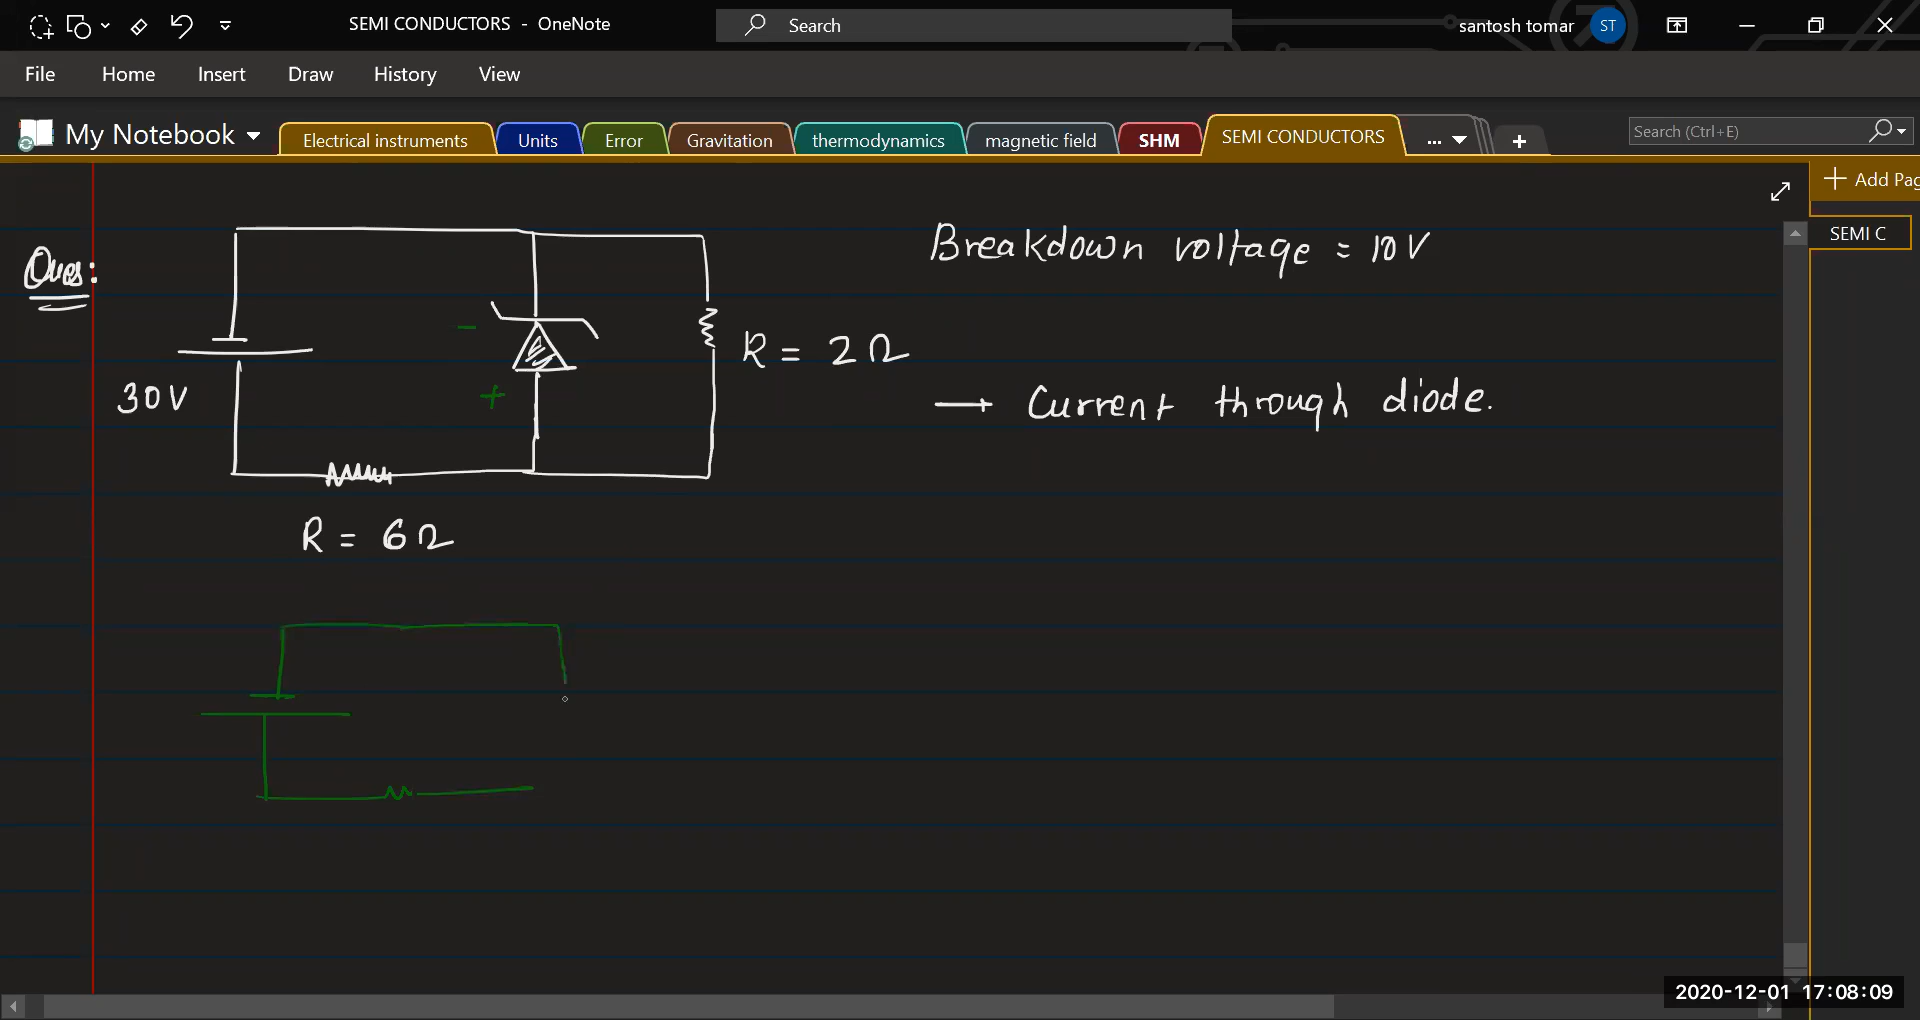 SEMI CONDUCTORS - OneNote
Search
santosh tomar
ST
File Home Insert Draw History View
My Notebook
Electrical instruments
Units
Error
Gravitation
thermodynamics
magnetic field
SHM
SEMI CONDUCTORS
...
+
Search (Ctrl+E)
Add Pag
SEMI C
Ques:
Breakdown voltage = 10V
-
+
30V
R = 2Ω
→ Current through diode.
R = 6Ω
2020-12-01 17:08:09